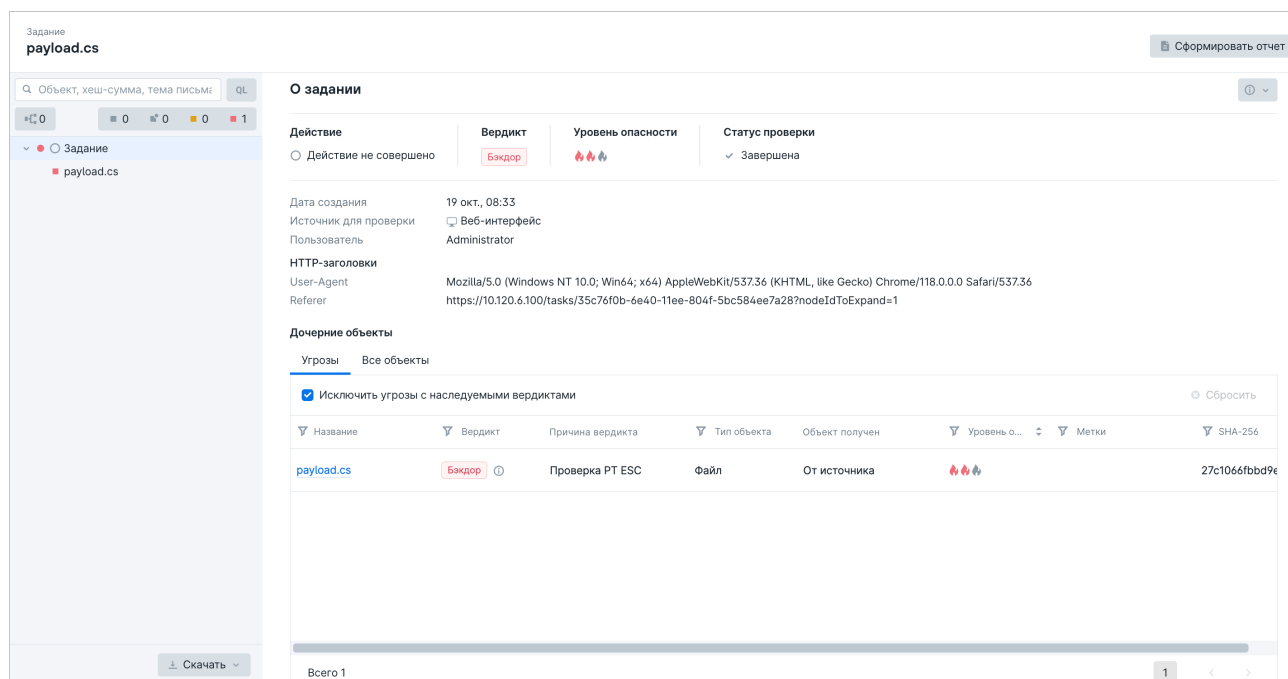 Задание
payload.cs
Сформировать отчет
Объект, хеш-сумма, тема письма
QL
0
0 0 0 1
Задание
payload.cs
О задании
Действие Вердикт Уровень опасности Статус проверки
Действие не совершено Бэкдор Завершена
Дата создания 19 окт., 08:33
Источник для проверки Веб-интерфейс
Пользователь Administrator
HTTP-заголовки
User-Agent Mozilla/5.0 (Windows NT 10.0; Win64; x64) AppleWebKit/537.36 (KHTML, like Gecko) Chrome/118.0.0.0 Safari/537.36
Referer https://10.120.6.100/tasks/35c76f0b-6e40-11ee-804f-5bc584ee7a28?nodeIdToExpand=1
Дочерние объекты
Угрозы Все объекты
Исключить угрозы с наследуемыми вердиктами Сбросить
Название Вердикт Причина вердикта Тип объекта Объект получен Уровень о... Метки SHA-256
payload.cs Бэкдор Проверка PT ESC Файл От источника 27c1066fbbd9e
Скачать
Всего 1 1